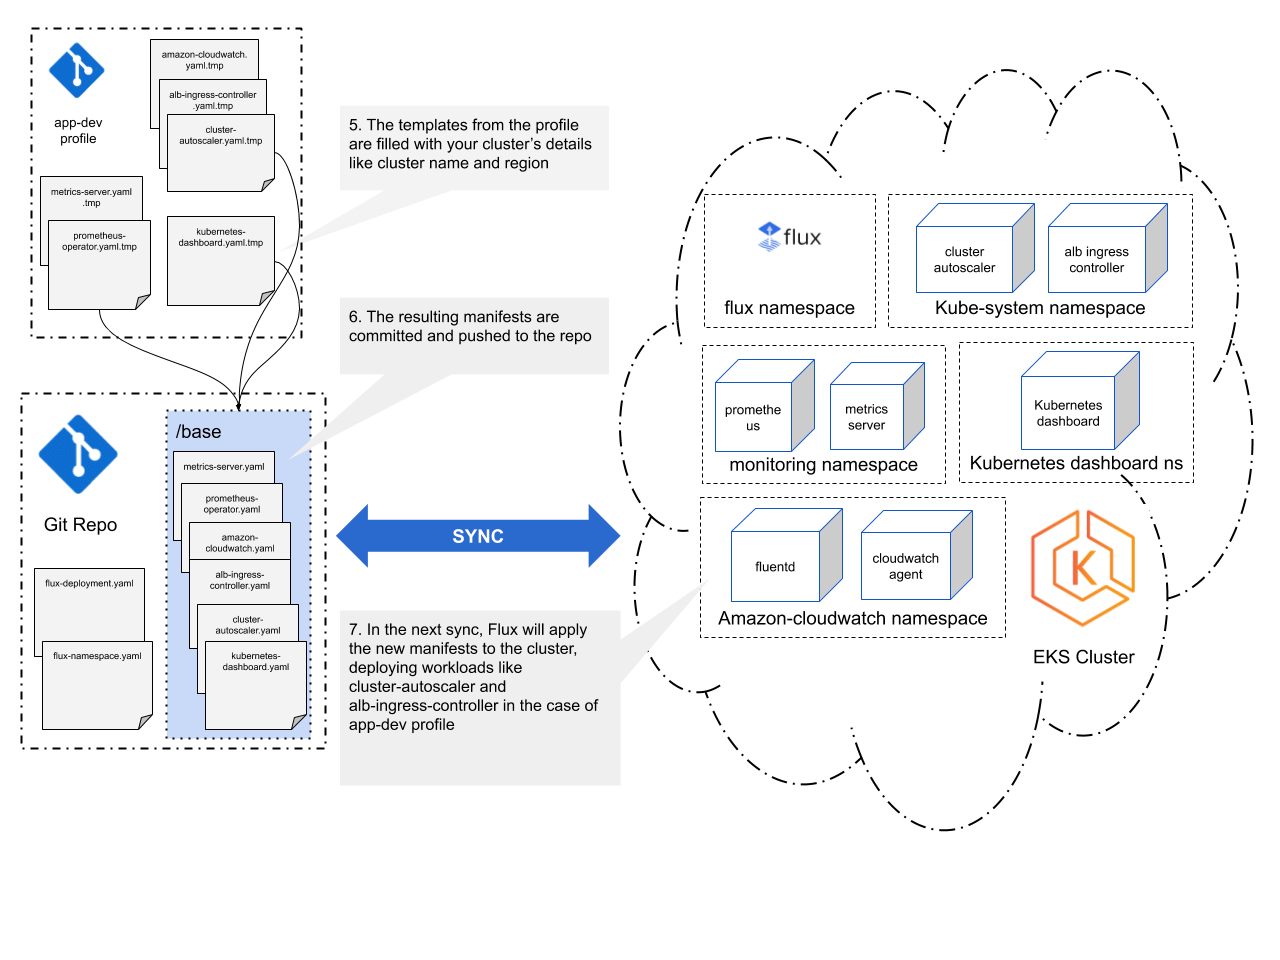 app-dev
profile
amazon-cloudwatch.
yaml.tmp
alb-ingress-controller
.yaml.tmp
cluster-
autoscaler.yaml.tmp
metrics-server.yaml
.tmp
prometheus-
operator.yaml.tmp
kubernetes-
dashboard.yaml.tmp
5. The templates from the profile
are filled with your cluster’s details
like cluster name and region
6. The resulting manifests are
committed and pushed to the repo
Git Repo
flux-deployment.yaml
flux-namespace.yaml
/base
metrics-server.yaml
prometheus-
operator.yaml
amazon-
cloudwatch.yaml
alb-ingress-
controller.yaml
cluster-
autoscaler.yaml
kubernetes-
dashboard.yaml
SYNC
7. In the next sync, Flux will apply
the new manifests to the cluster,
deploying workloads like
cluster-autoscaler and
alb-ingress-controller in the case of
app-dev profile
flux
flux namespace
cluster
autoscaler
alb ingress
controller
Kube-system namespace
promethe
us
metrics
server
monitoring namespace
Kubernetes
dashboard
Kubernetes dashboard ns
fluentd
cloudwatch
agent
Amazon-cloudwatch namespace
K
EKS Cluster